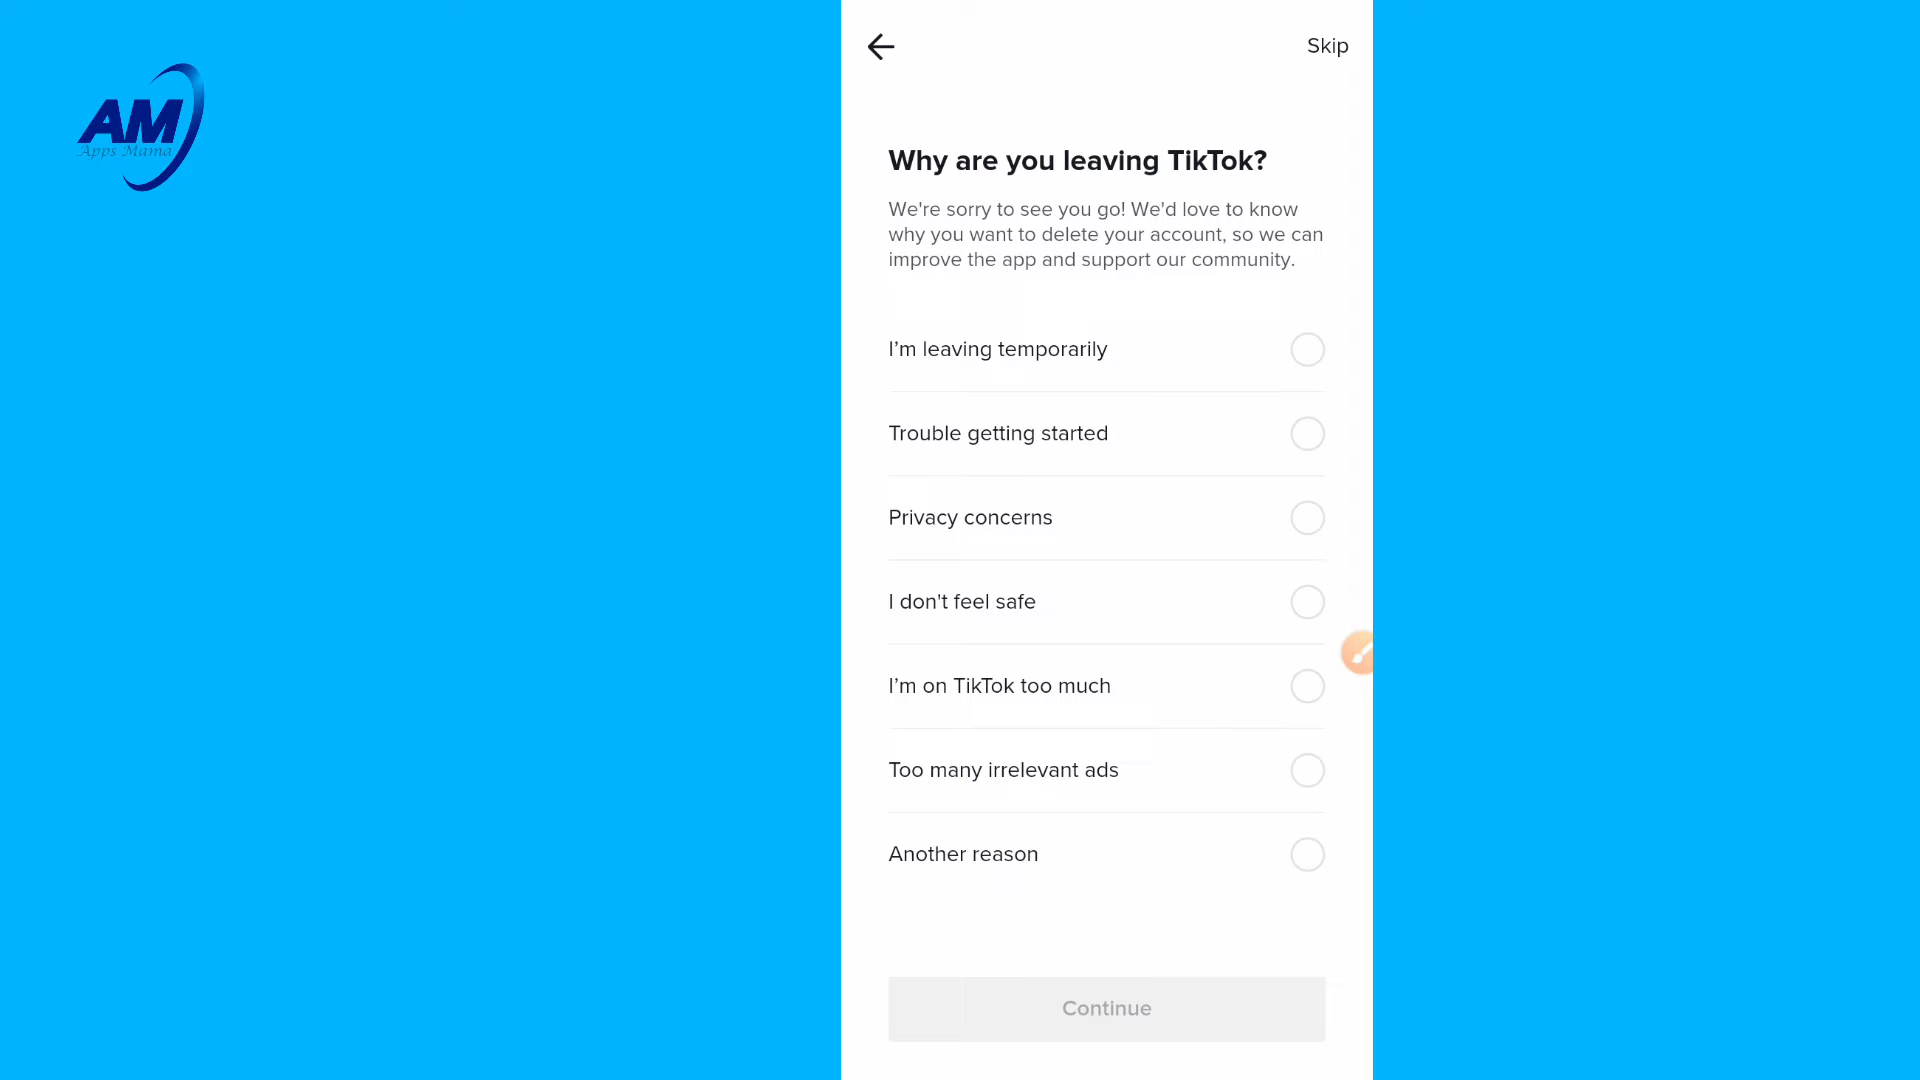 Skip
AM
Apps Mama
Why are you leaving TikTok?
We're sorry to see you go! We'd love to know
why you want to delete your account, so we can
improve the app and support our community.
I’m leaving temporarily
Trouble getting started
Privacy concerns
I don't feel safe
I’m on TikTok too much
Too many irrelevant ads
Another reason
Continue